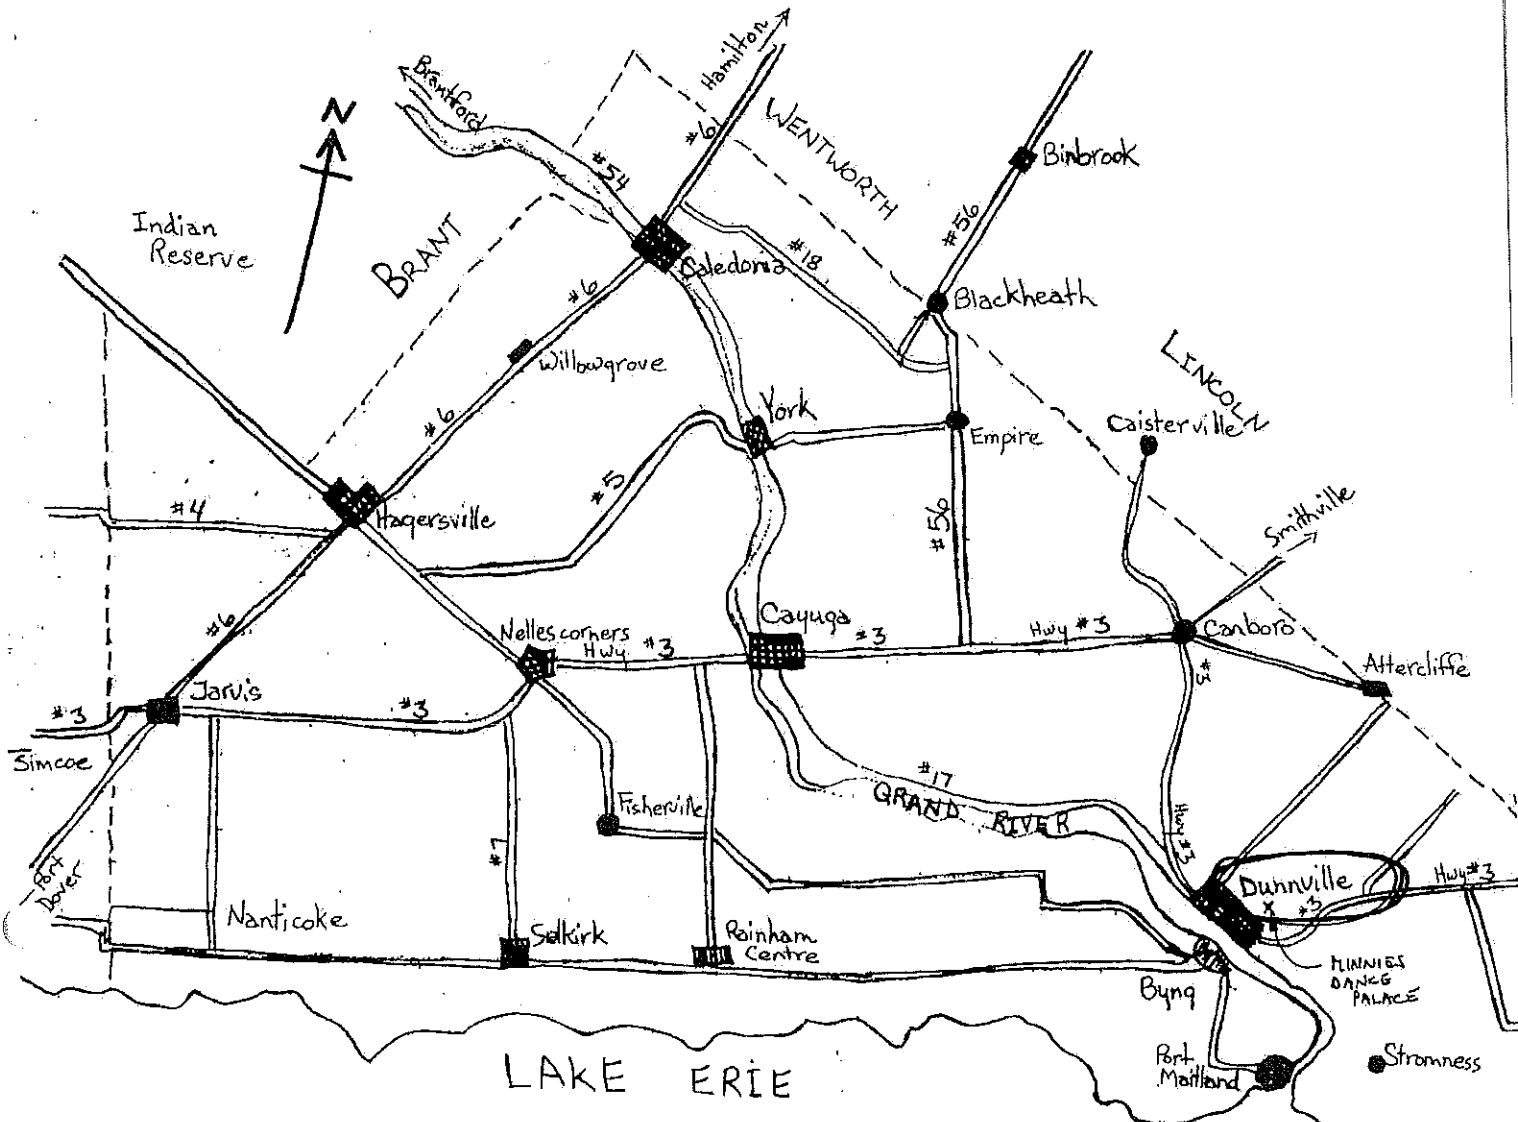 Hamilton
Brantford
N
#6
WENTWORTH
Binbrook
#54
Indian
Reserve
BRANT
#56
#18
Caledonia
#6
Blackheath
Willowgrove
LINCOLN
#6
York
Caisterville
Empire
#5
#4
Hagersville
#56
Smithville
#6
Nelles corners
Hwy #3
Cayuga
#3
Hwy #3
Canboro
#3
Attercliffe
Jarvis
#3
#3
Simcoe
#17
GRAND RIVER
Fisherville
#7
Hwy #3
Port
Dover
Dunnville
X
#3
Hwy #3
Nanticoke
Selkirk
Rainham
Centre
MINNIES
DANCE
PALACE
Byng
LAKE ERIE
Port
Maitland
Stromness